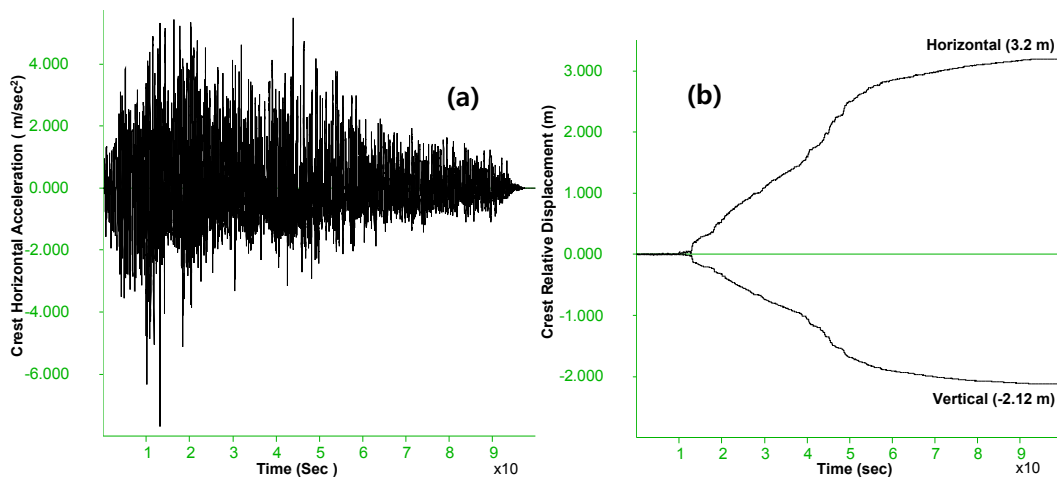 Crest Horizontal Acceleration ( m/sec2)
4.000
2.000
0.000
-2.000
-4.000
-6.000
(a)
1 2 3 4 5 6 7 8 9
Time (Sec )
x10
Crest Relative Displacement (m)
3.000
2.000
1.000
0.000
-1.000
-2.000
(b)
Horizontal (3.2 m)
Vertical (-2.12 m)
1 2 3 4 5 6 7 8 9
Time (sec)
x10